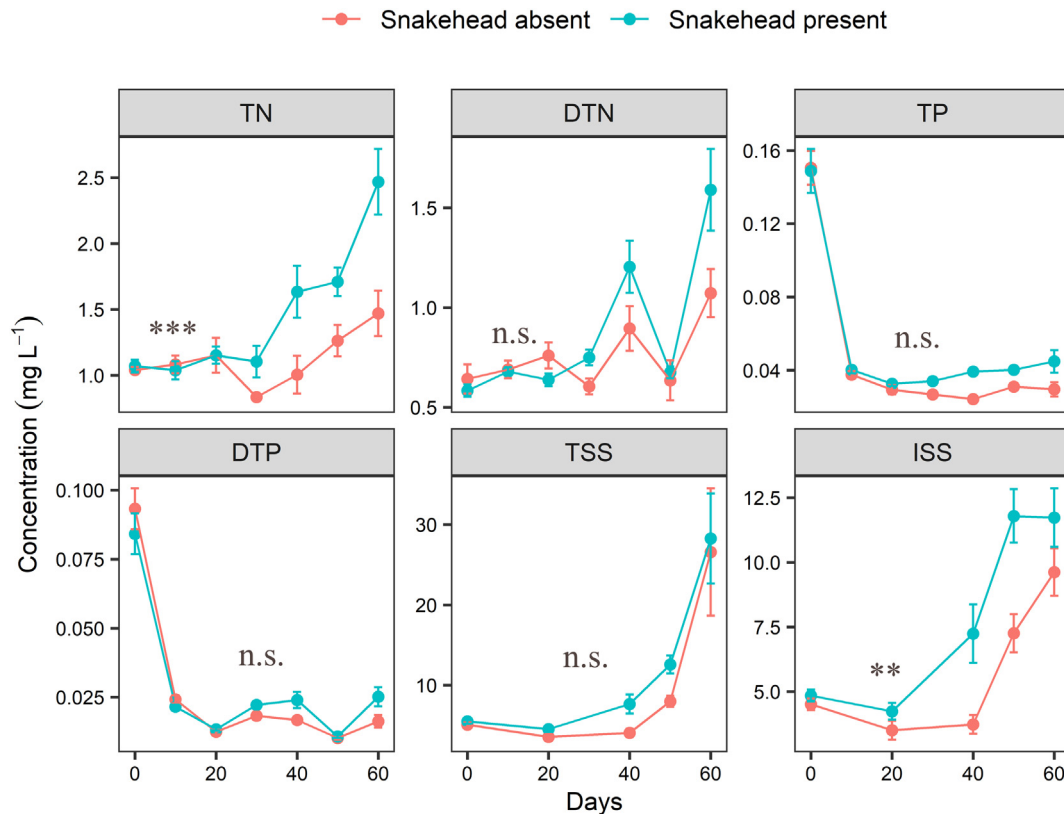 Snakehead absent Snakehead present
TN DTN TP
2.5
2.0
1.5
1.0
***
1.5
1.0
0.5
n.s.
0.16
0.12
0.08
0.04
n.s.
DTP TSS ISS
0.100
0.075
0.050
0.025
n.s.
30
20
10
n.s.
12.5
10.0
7.5
5.0
**
0 20 40 60 0 20 40 60 0 20 40 60
Days
Concentration (mg L⁻¹)